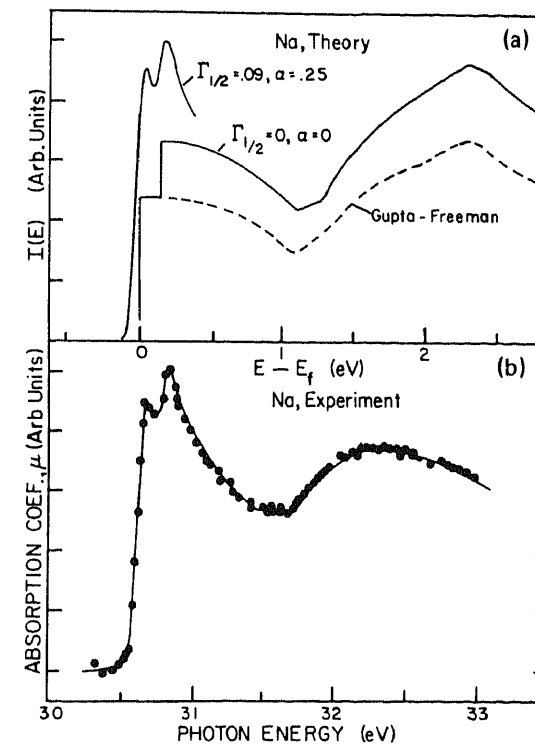 Na, Theory
(a)
Γ1/2=.09, α=.25
Γ1/2=0, α=0
Gupta-Freeman
I(E) (Arb. Units)
0
1
2
E – Ef (eV)
(b)
Na, Experiment
ABSORPTION COEF., μ (Arb Units)
30
31
32
33
PHOTON ENERGY (eV)